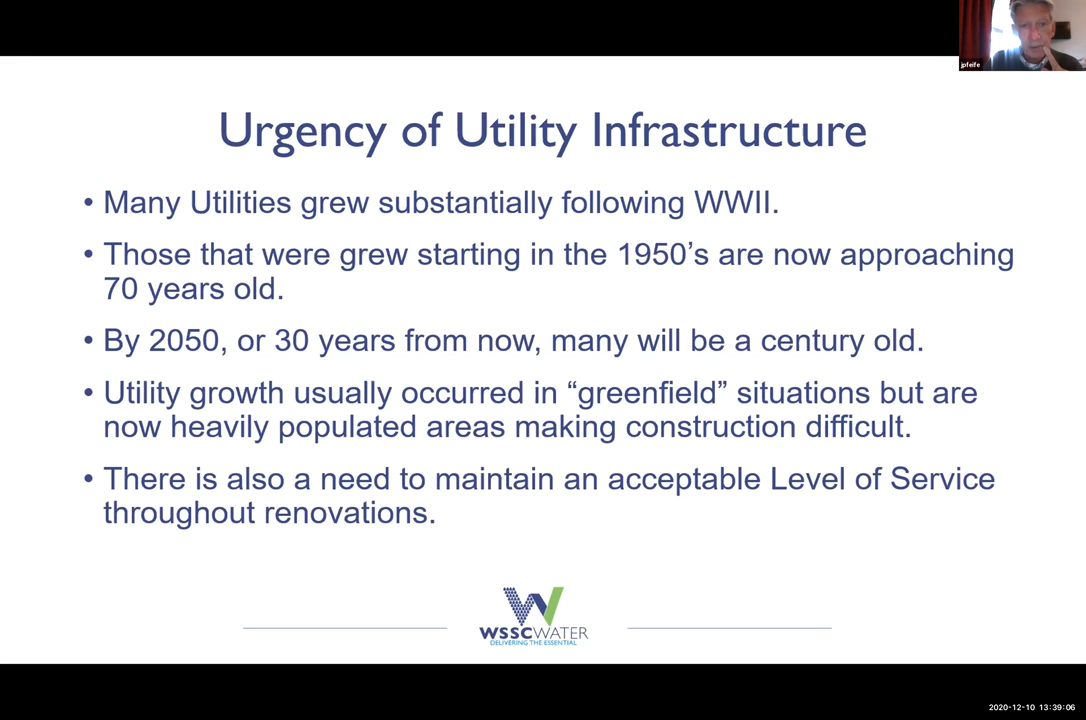 jpfeife
Urgency of Utility Infrastructure
• Many Utilities grew substantially following WWII.
• Those that were grew starting in the 1950’s are now approaching
70 years old.
• By 2050, or 30 years from now, many will be a century old.
• Utility growth usually occurred in “greenfield” situations but are
now heavily populated areas making construction difficult.
• There is also a need to maintain an acceptable Level of Service
throughout renovations.
WSSCWATER
DELIVERING THE ESSENTIAL
2020-12-10 13:39:06